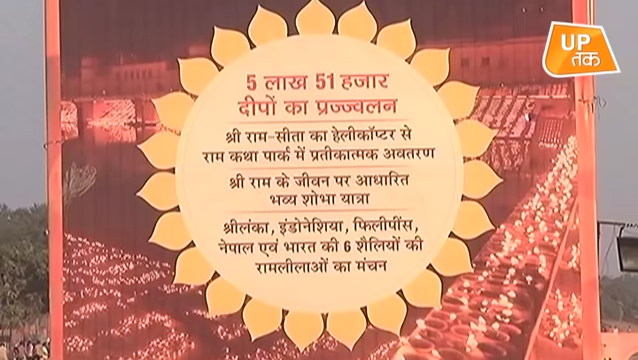 UP
तक
5 लाख 51 हजार
दीपों का प्रज्ज्वलन
श्री राम-सीता का हेलीकॉप्टर से
राम कथा पार्क में प्रतीकात्मक अवतरण
श्री राम के जीवन पर आधारित
भव्य शोभा यात्रा
श्रीलंका, इंडोनेशिया, फिलीपींस,
नेपाल एवं भारत की 6 शैलियों की
रामलीलाओं का मंचन